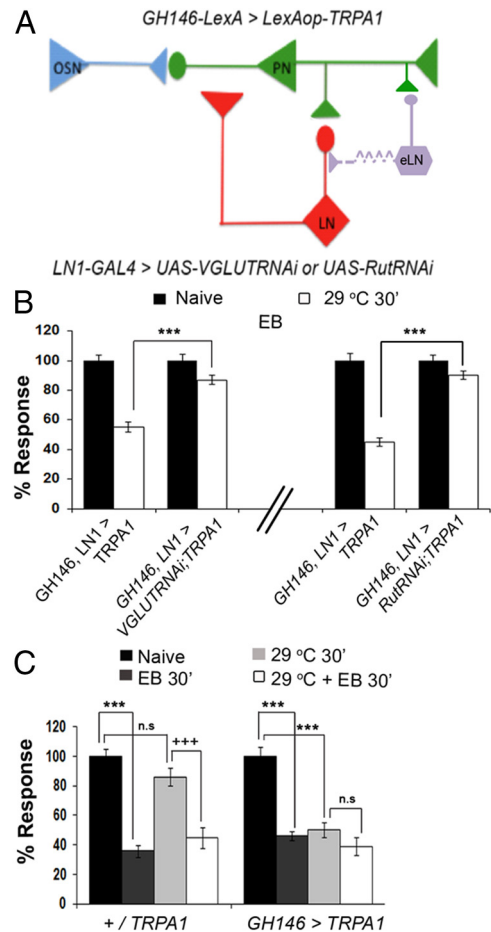 A
GH146-LexA > LexAop-TRPA1
OSN
PN
eLN
LN
LN1-GAL4 > UAS-VGLUTRNAi or UAS-RutRNAi
B
Naive
29 ºC 30’
EB
% Response
120
100
80
60
40
20
0
***
***
GH146, LN1 >
TRPA1
GH146, LN1 >
VGLUTRNAi;TRPA1
GH146, LN1 >
TRPA1
GH146, LN1 >
RutRNAi;TRPA1
C
Naive
29 ºC 30’
EB 30’
29 ºC + EB 30’
% Response
120
100
80
60
40
20
0
***
n.s
+++
***
***
n.s
+ / TRPA1
GH146 > TRPA1